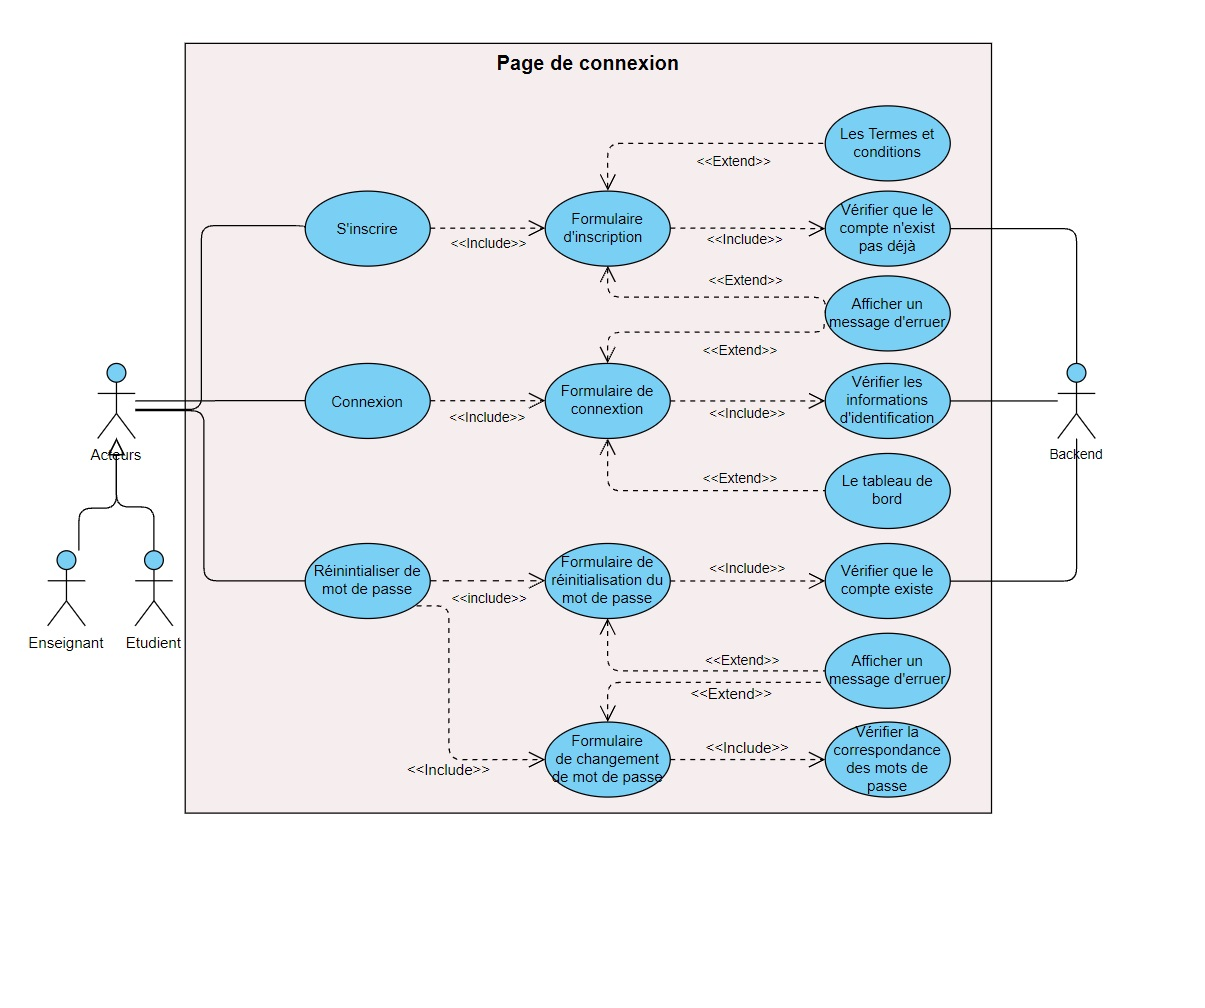 Page de connexion
Les Termes et
conditions
<<Extend>>
S'inscrire
<<Include>>
Formulaire
d'inscription
<<Include>>
Vérifier que le
compte n'exist
pas déjà
<<Extend>>
Afficher un
message d'erruer
<<Extend>>
Acteurs
Connexion
<<Include>>
Formulaire de
connextion
<<Include>>
Vérifier les
informations
d'identification
Backend
<<Extend>>
Le tableau de
bord
Enseignant
Etudient
Réinintialiser de
mot de passe
<<include>>
Formulaire de
réinitialisation du
mot de passe
<<Include>>
Vérifier que le
compte existe
<<Extend>>
Afficher un
message d'erruer
<<Extend>>
<<Include>>
Formulaire
de changement
de mot de passe
<<Include>>
Vérifier la
correspondance
des mots de
passe